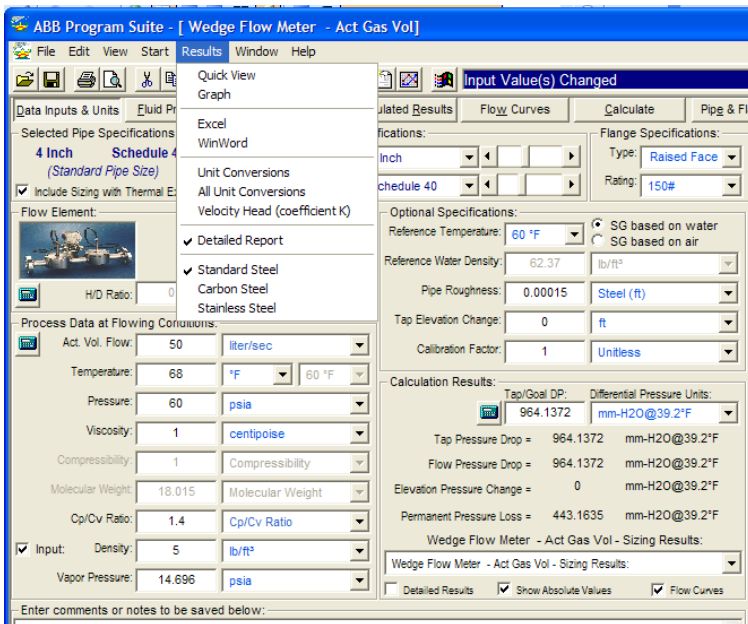 ABB Program Suite - [ Wedge Flow Meter - Act Gas Vol]
File Edit View Start Results Window Help
Input Value(s) Changed
Quick View
Graph
Excel
WinWord
Unit Conversions
All Unit Conversions
Velocity Head (coefficient K)
Detailed Report
Standard Steel
Carbon Steel
Stainless Steel
Data Inputs & Units Fluid Pr ulated Results Flow Curves Calculate Pipe & Fl
Selected Pipe Specifications
4 Inch Schedule 4
(Standard Pipe Size)
Include Sizing with Thermal Ex
fications:
Inch
chedule 40
Flange Specifications:
Type: Raised Face
Rating: 150#
Flow Element:
H/D Ratio: 0
Optional Specifications:
Reference Temperature: 60 °F
SG based on water
SG based on air
Reference Water Density: 62.37 lb/ft³
Pipe Roughness: 0.00015 Steel (ft)
Tap Elevation Change: 0 ft
Calibration Factor: 1 Unitless
Process Data at Flowing Conditions:
Act. Vol. Flow: 50 liter/sec
Temperature: 68 °F 60 °F
Pressure: 60 psia
Viscosity: 1 centipoise
Compressibility: 1 Compressibility
Molecular Weight: 18.015 Molecular Weight
Cp/Cv Ratio: 1.4 Cp/Cv Ratio
Input: Density: 5 lb/ft³
Vapor Pressure: 14.696 psia
Calculation Results:
Tap/Goal DP: Differential Pressure Units:
964.1372 mm-H2O@39.2°F
Tap Pressure Drop = 964.1372 mm-H2O@39.2°F
Flow Pressure Drop = 964.1372 mm-H2O@39.2°F
Elevation Pressure Change = 0 mm-H2O@39.2°F
Permanent Pressure Loss = 443.1635 mm-H2O@39.2°F
Wedge Flow Meter - Act Gas Vol - Sizing Results:
Wedge Flow Meter - Act Gas Vol - Sizing Results:
Detailed Results Show Absolute Values Flow Curves
Enter comments or notes to be saved below: